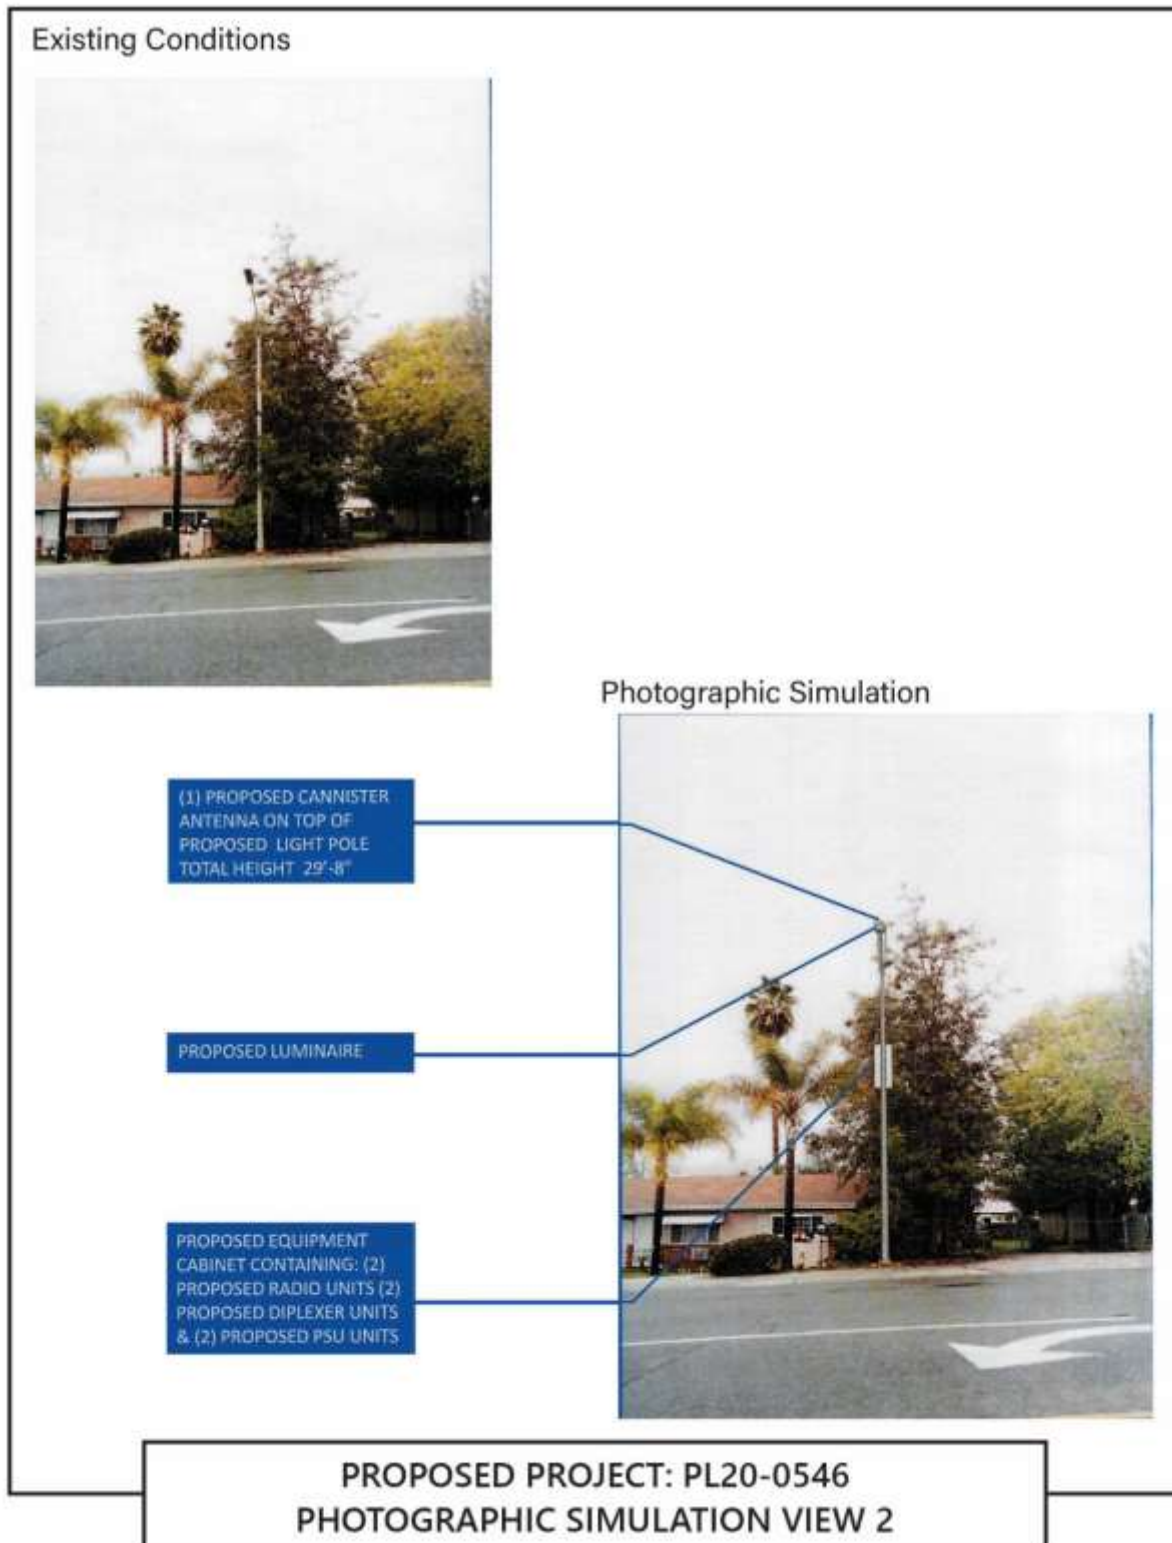 Existing Conditions
Photographic Simulation
(1) PROPOSED CANNISTER
ANTENNA ON TOP OF
PROPOSED LIGHT POLE
TOTAL HEIGHT 29'-8"
PROPOSED LUMINAIRE
PROPOSED EQUIPMENT
CABINET CONTAINING: (2)
PROPOSED RADIO UNITS (2)
PROPOSED DIPLEXER UNITS
& (2) PROPOSED PSU UNITS
PROPOSED PROJECT: PL20-0546
PHOTOGRAPHIC SIMULATION VIEW 2